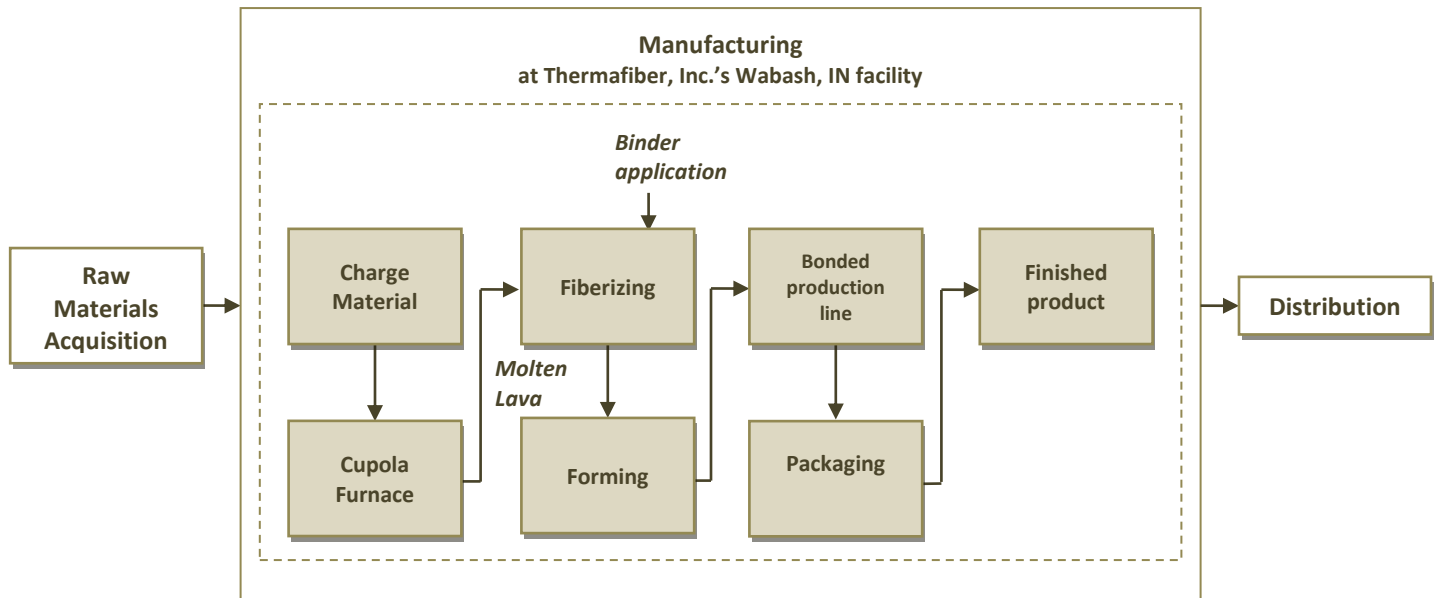 Manufacturing
at Thermafiber, Inc.’s Wabash, IN facility
Raw
Materials
Acquisition
Charge
Material
Cupola
Furnace
Molten
Lava
Binder
application
Fiberizing
Forming
Bonded
production
line
Packaging
Finished
product
Distribution